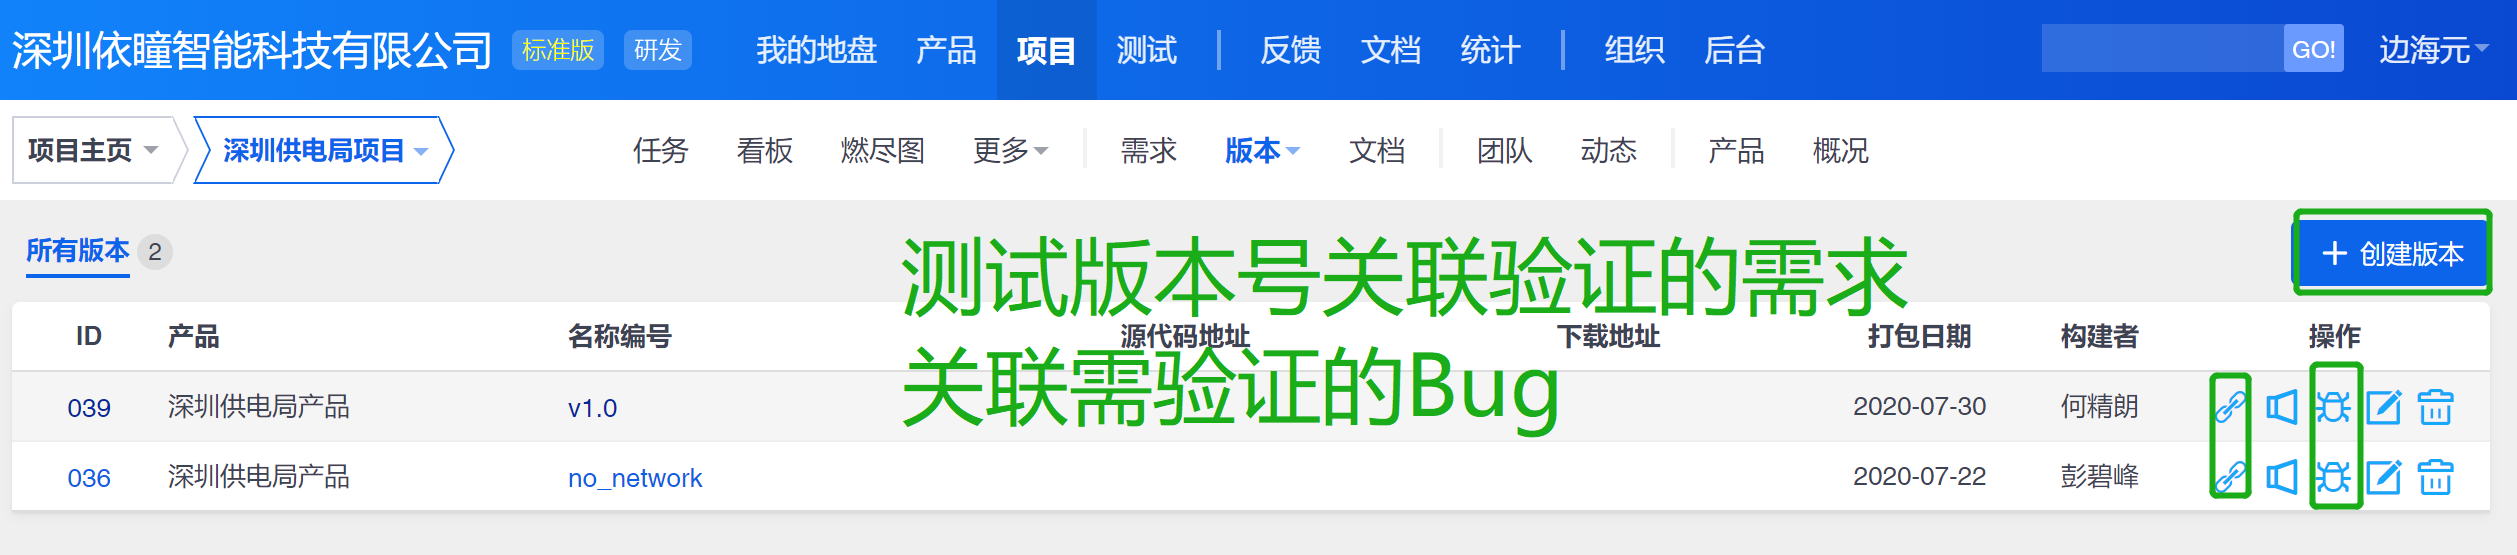 深圳依瞳智能科技有限公司 标准版 研发 我的地盘 产品 项目 测试 反馈 文档 统计 组织 后台 GO! 边海元
项目主页 深圳供电局项目 任务 看板 燃尽图 更多 需求 版本 文档 团队 动态 产品 概况
所有版本 2 + 创建版本
测试版本号关联验证的需求
ID 产品 名称编号 源代码地址 下载地址 打包日期 构建者 操作
关联需验证的Bug
039 深圳供电局产品 v1.0 2020-07-30 何精朗
036 深圳供电局产品 no_network 2020-07-22 彭碧峰